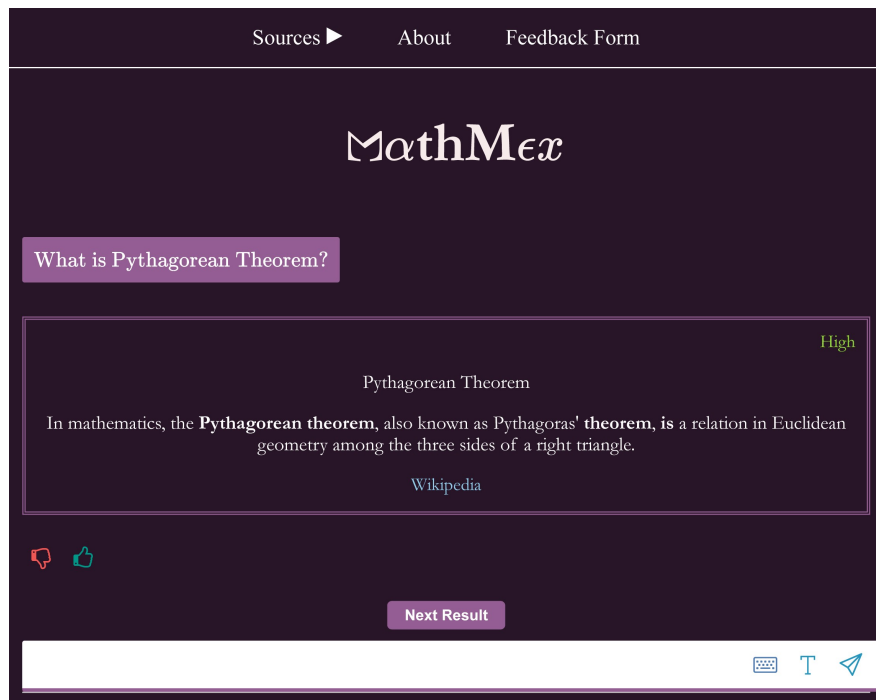 Sources ▶ About Feedback Form
MαthMϵx
What is Pythagorean Theorem?
High
Pythagorean Theorem
In mathematics, the Pythagorean theorem, also known as Pythagoras' theorem, is a relation in Euclidean
geometry among the three sides of a right triangle.
Wikipedia
Next Result
T